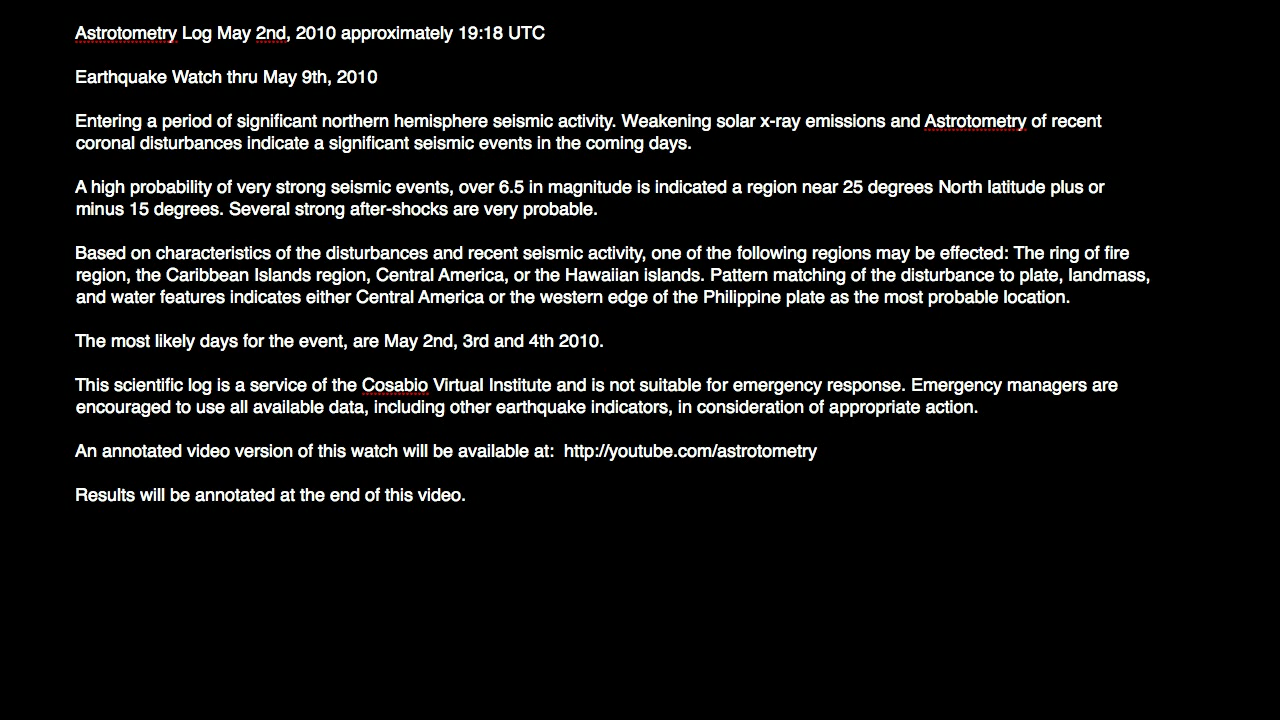 Astrotometry Log May 2nd, 2010 approximately 19:18 UTC
Earthquake Watch thru May 9th, 2010
Entering a period of significant northern hemisphere seismic activity. Weakening solar x-ray emissions and Astrotometry of recent
coronal disturbances indicate a significant seismic events in the coming days.
A high probability of very strong seismic events, over 6.5 in magnitude is indicated a region near 25 degrees North latitude plus or
minus 15 degrees. Several strong after-shocks are very probable.
Based on characteristics of the disturbances and recent seismic activity, one of the following regions may be effected: The ring of fire
region, the Caribbean Islands region, Central America, or the Hawaiian islands. Pattern matching of the disturbance to plate, landmass,
and water features indicates either Central America or the western edge of the Philippine plate as the most probable location.
The most likely days for the event, are May 2nd, 3rd and 4th 2010.
This scientific log is a service of the Cosabio Virtual Institute and is not suitable for emergency response. Emergency managers are
encouraged to use all available data, including other earthquake indicators, in consideration of appropriate action.
An annotated video version of this watch will be available at:  http://youtube.com/astrotometry
Results will be annotated at the end of this video.